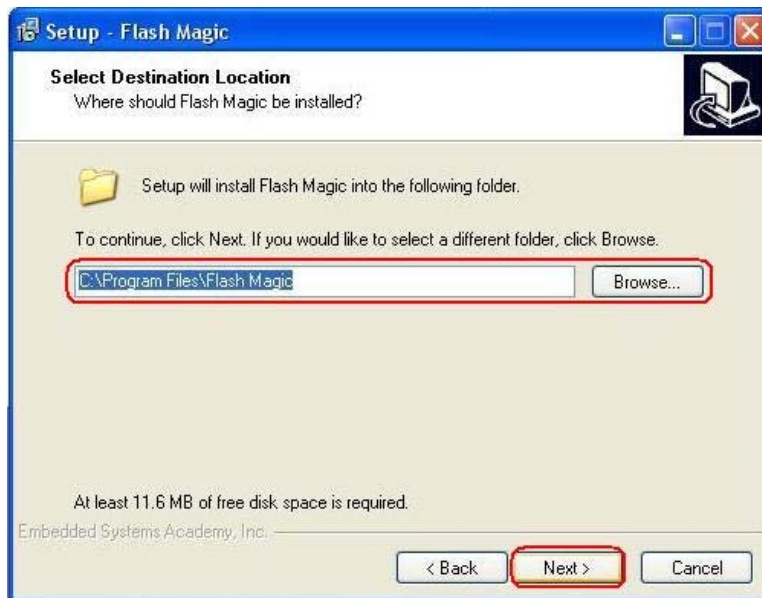 Setup - Flash Magic
Select Destination Location
Where should Flash Magic be installed?
Setup will install Flash Magic into the following folder.
To continue, click Next. If you would like to select a different folder, click Browse.
C:\Program Files\Flash Magic
Browse...
At least 11.6 MB of free disk space is required.
Embedded Systems Academy, Inc.
< Back
Next >
Cancel